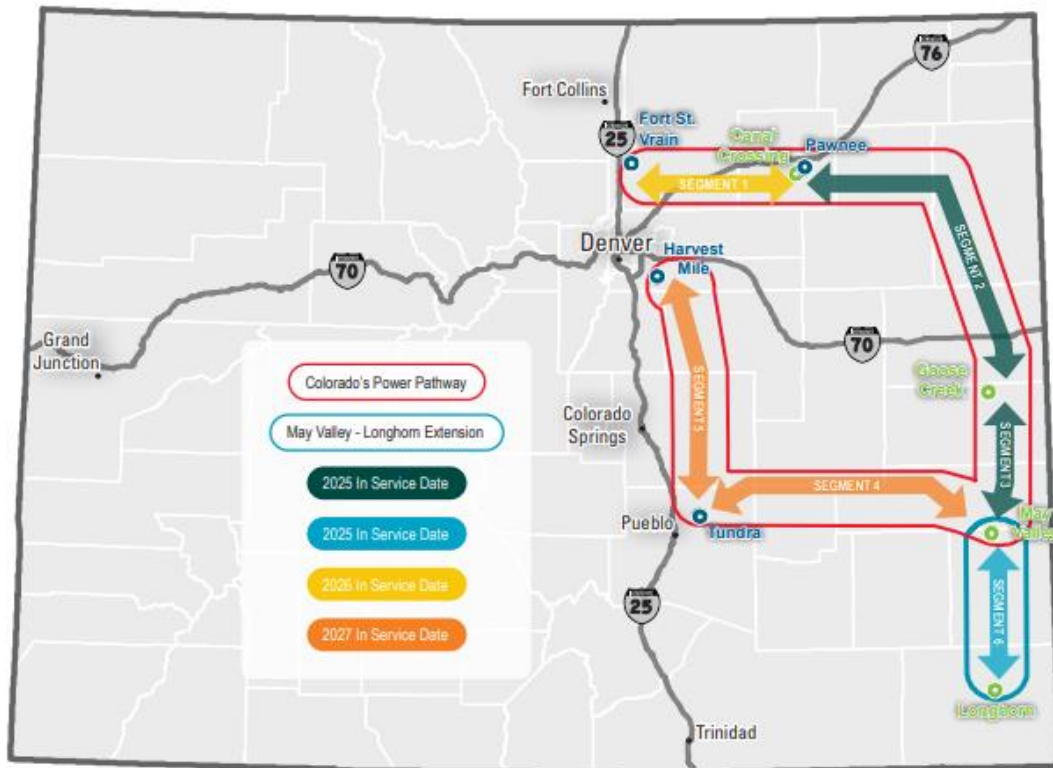 76
Fort Collins
25
Fort St.
Vrain
Canal
Crossing
Pawnee
SEGMENT 1
SEGMENT 2
Denver
Harvest
Mile
70
Grand
Junction
70
Goose
Creek
Colorado's Power Pathway
May Valley - Longhorn Extension
2025 In Service Date
2025 In Service Date
2026 In Service Date
2027 In Service Date
Colorado
Springs
SEGMENT 5
SEGMENT 3
SEGMENT 4
Pueblo
Tundra
May
Valley
25
SEGMENT 6
Longhorn
Trinidad